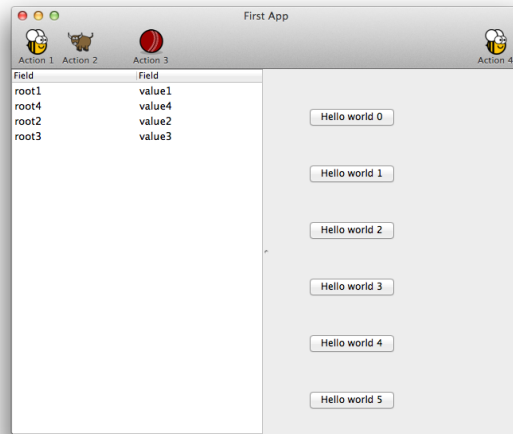 First App
Action 1 Action 2 Action 3 Action 4
Field Field
root1 value1
root4 value4
root2 value2
root3 value3
Hello world 0
Hello world 1
Hello world 2
Hello world 3
Hello world 4
Hello world 5